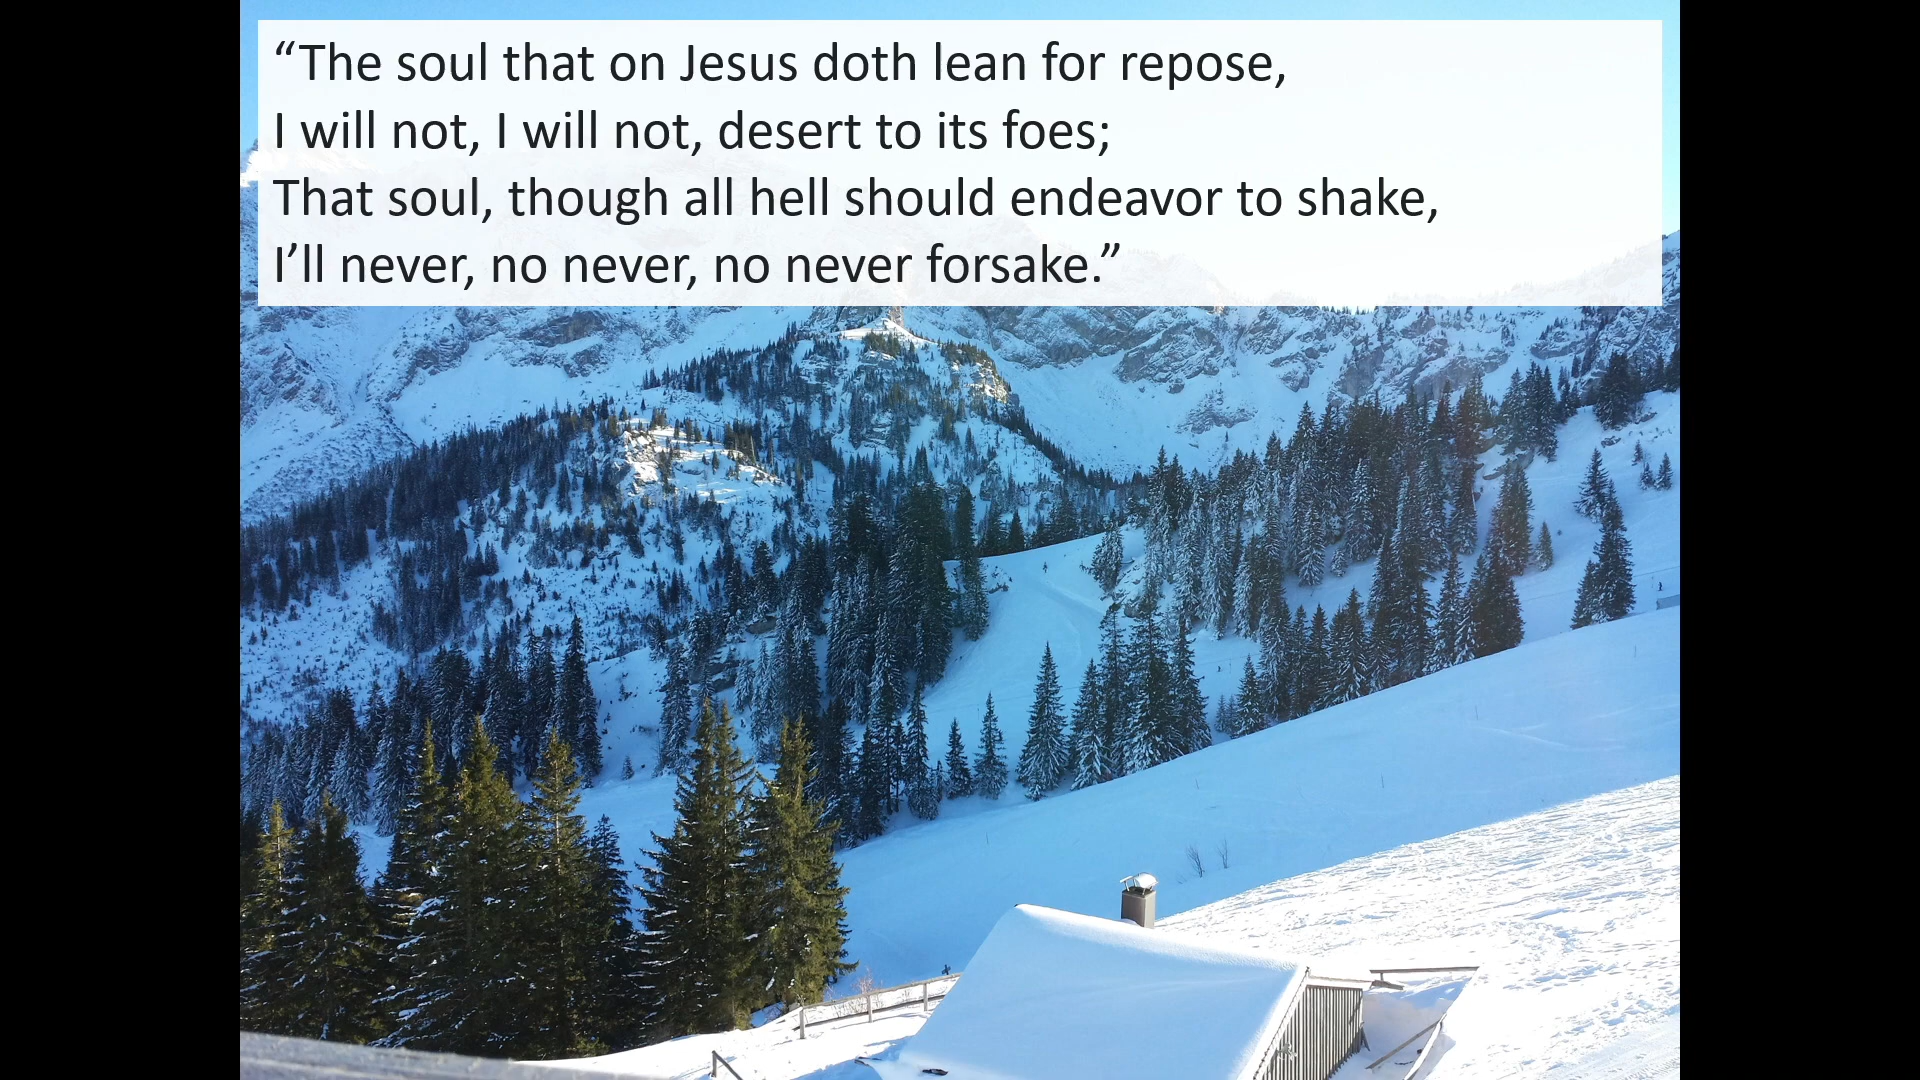 “The soul that on Jesus doth lean for repose,
I will not, I will not, desert to its foes;
That soul, though all hell should endeavor to shake,
I’ll never, no never, no never forsake.”